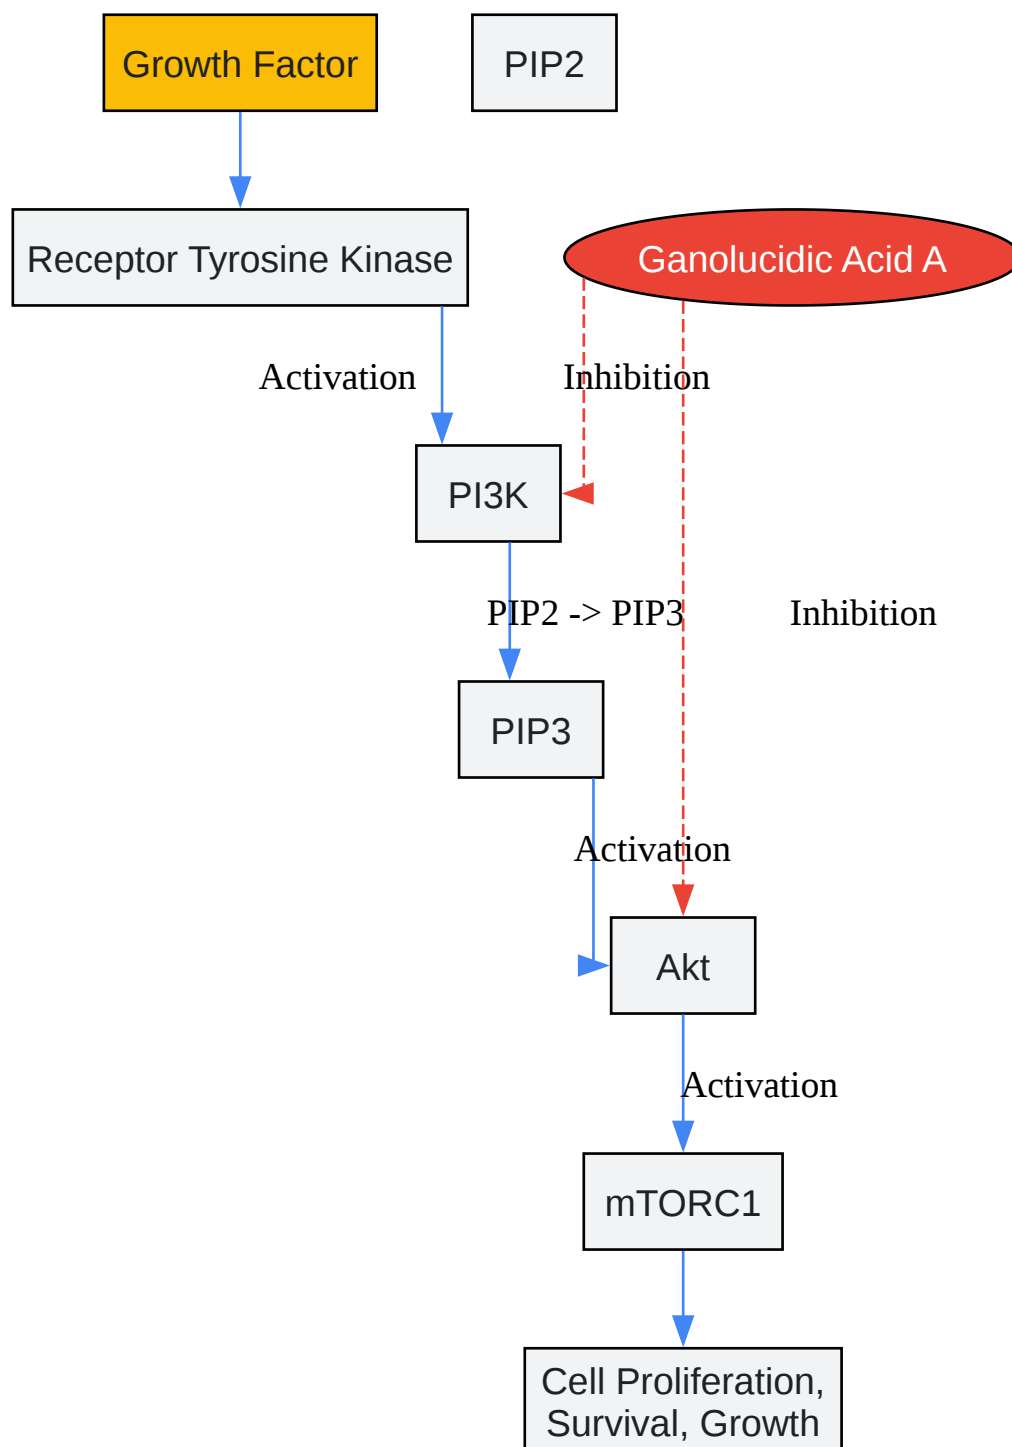 Growth Factor
PIP2
Receptor Tyrosine Kinase
Ganolucidic Acid A
Activation
Inhibition
PI3K
PIP2 -> PIP3
Inhibition
PIP3
Activation
Akt
Activation
mTORC1
Cell Proliferation,
Survival, Growth